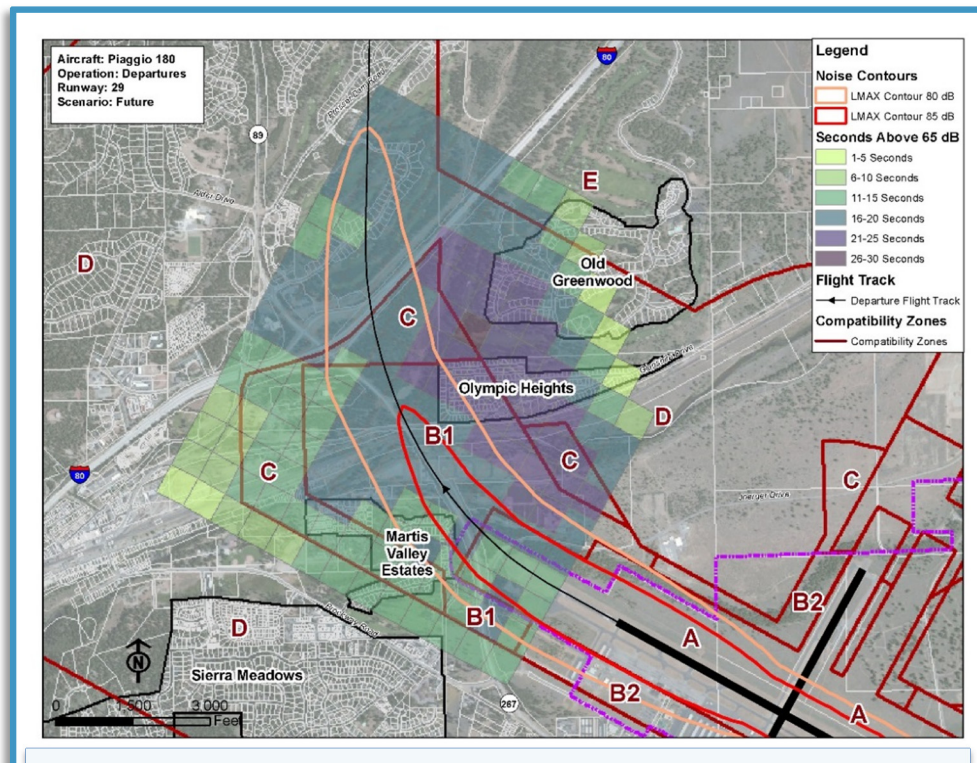 Aircraft: Piaggio 180
Operation: Departures
Runway: 29
Scenario: Future
80
89
Alder Drive
E
D
Old
Greenwood
C
Olympic Heights
D
B1
C
C
C
80
Martis
Valley
Estates
B2
B1
A
D
Sierra Meadows
N
0 1,500 3,000
Feet
267
B2
A
Legend
Noise Contours
LMAX Contour 80 dB
LMAX Contour 85 dB
Seconds Above 65 dB
1-5 Seconds
6-10 Seconds
11-15 Seconds
16-20 Seconds
21-25 Seconds
26-30 Seconds
Flight Track
Departure Flight Track
Compatibility Zones
Compatibility Zones